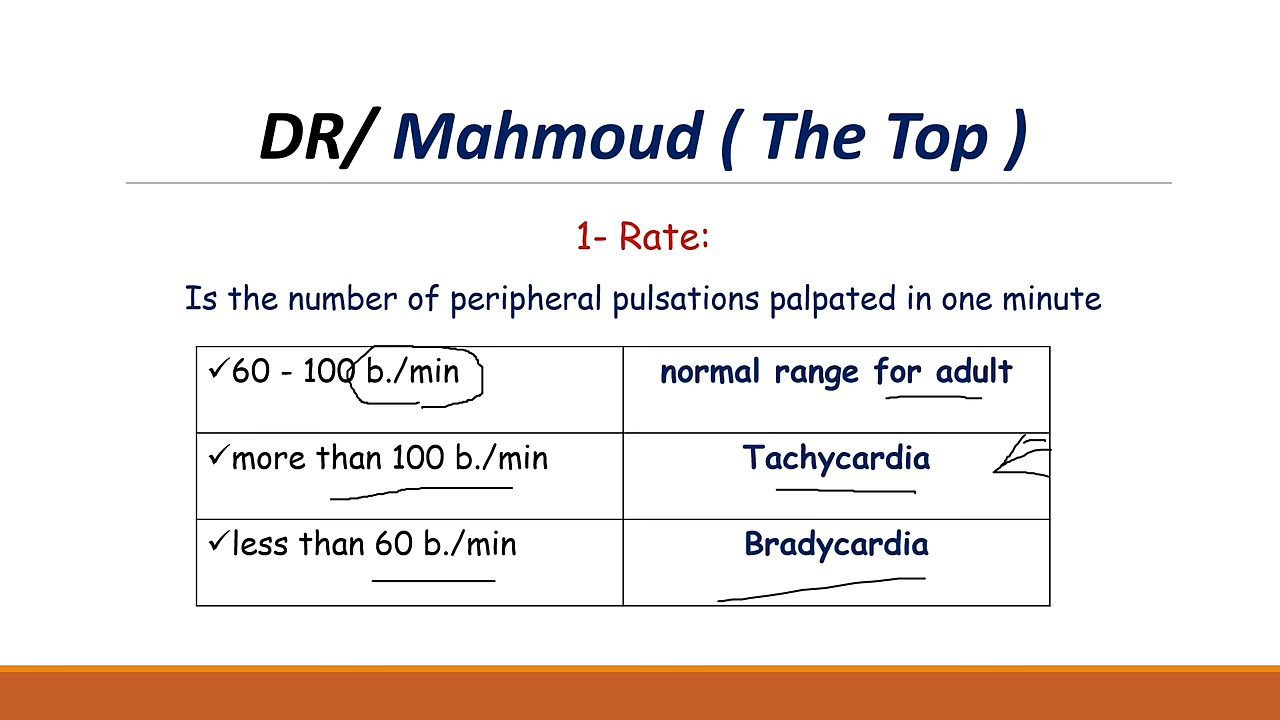 DR/ Mahmoud ( The Top )
1- Rate:
Is the number of peripheral pulsations palpated in one minute
✓60 - 100 b./min
normal range for adult
✓more than 100 b./min
Tachycardia
✓less than 60 b./min
Bradycardia